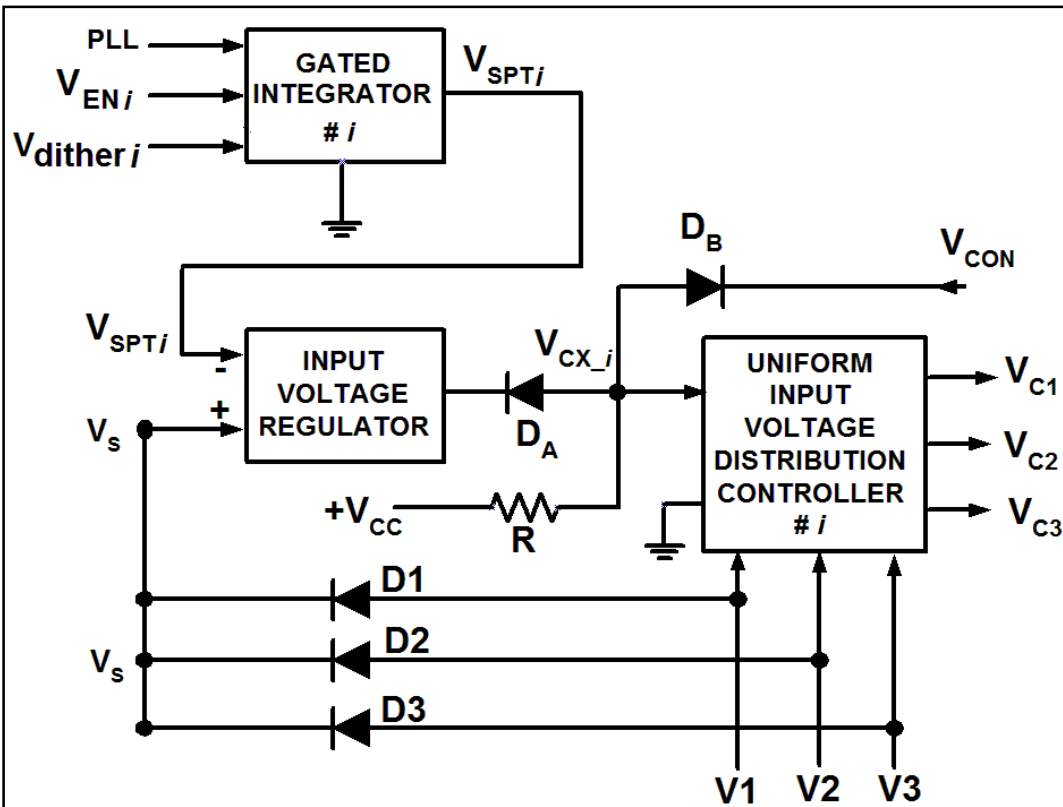 PLL
V_EN i
V_dither i
GATED
INTEGRATOR
# i
V_SPT i
D_B
V_CON
V_SPT i
-
+
V_S
INPUT
VOLTAGE
REGULATOR
D_A
V_CX_i
UNIFORM
INPUT
VOLTAGE
DISTRIBUTION
CONTROLLER
# i
V_C1
V_C2
V_C3
+V_CC
R
D1
V_S
D2
D3
V1
V2
V3